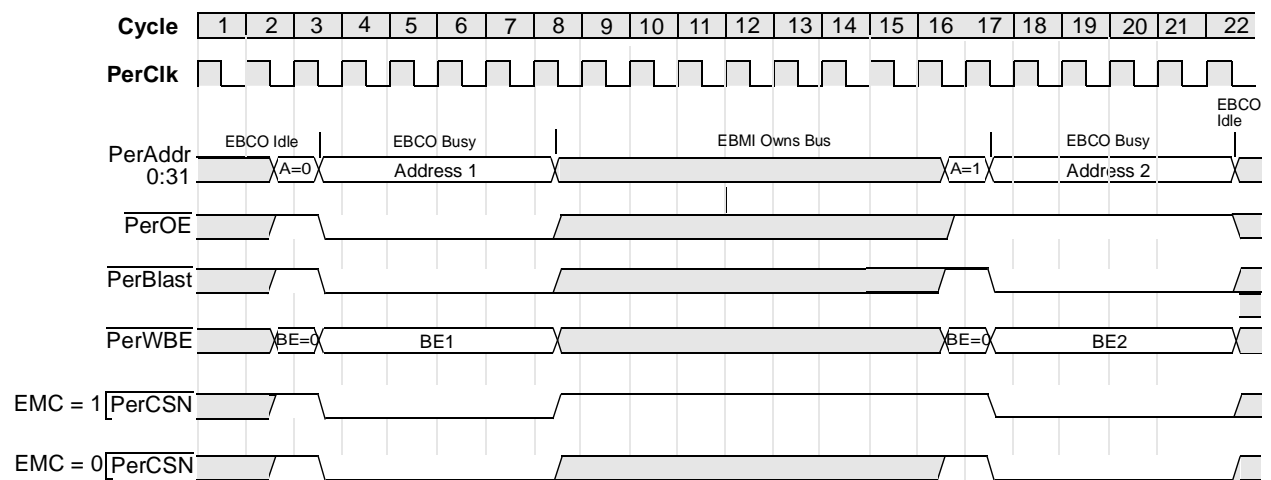 Cycle 1 2 3 4 5 6 7 8 9 10 11 12 13 14 15 16 17 18 19 20 21 22
PerClk
EBCO
Idle
EBCO Idle EBCO Busy EBMI Owns Bus EBCO Busy
PerAddr
0:31
A=0 Address 1 A=1 Address 2
PerOE
PerBlast
PerWBE BE=0 BE1 BE=0 BE2
EMC = 1 PerCSN
EMC = 0 PerCSN